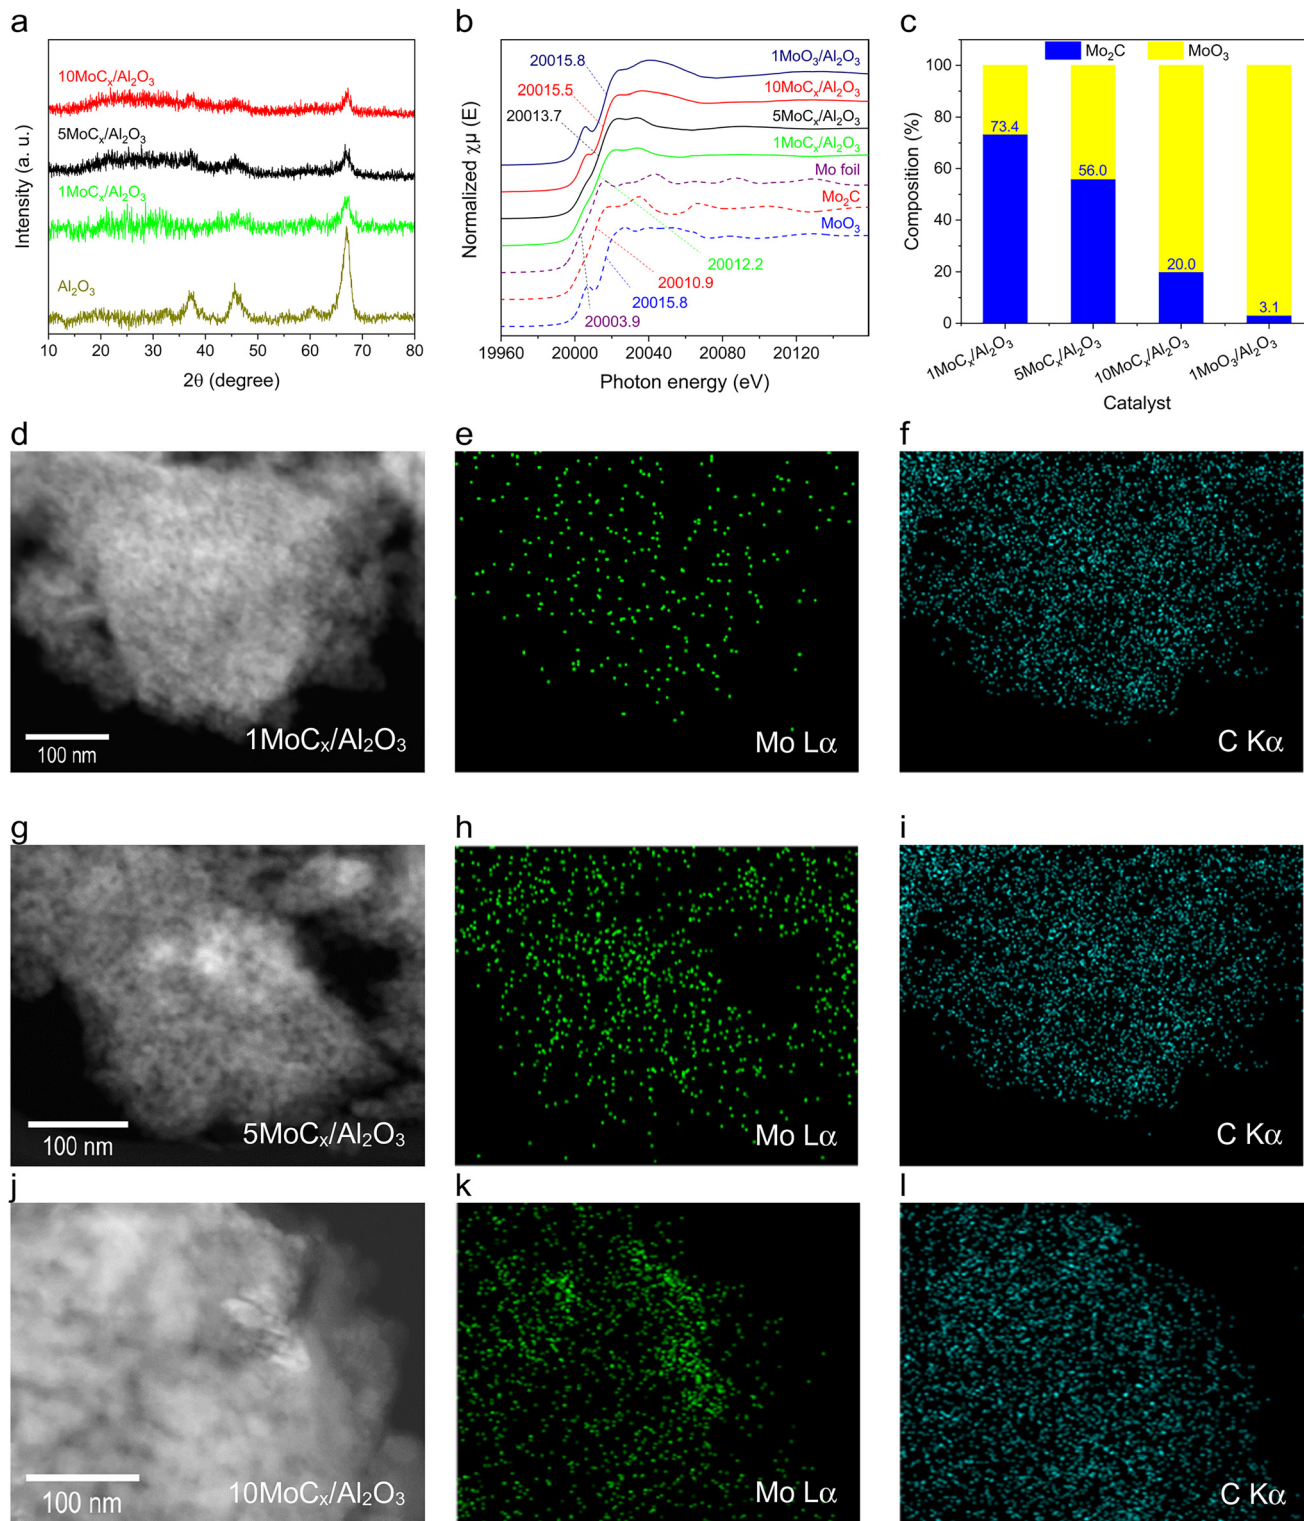 a
10MoCₓ/Al₂O₃
5MoCₓ/Al₂O₃
1MoCₓ/Al₂O₃
Al₂O₃
Intensity (a. u.)
10 20 30 40 50 60 70 80
2θ (degree)
b
20015.8
20015.5
20013.7
1MoO₃/Al₂O₃
10MoCₓ/Al₂O₃
5MoCₓ/Al₂O₃
1MoCₓ/Al₂O₃
Mo foil
Mo₂C
MoO₃
20012.2
20010.9
20015.8
20003.9
Normalized χμ (E)
19960 20000 20040 20080 20120
Photon energy (eV)
c
Mo₂C MoO₃
100
80
60
40
20
0
73.4
56.0
20.0
3.1
Composition (%)
1MoCₓ/Al₂O₃
5MoCₓ/Al₂O₃
10MoCₓ/Al₂O₃
1MoO₃/Al₂O₃
Catalyst
d
100 nm
1MoCₓ/Al₂O₃
e
Mo Lα
f
C Kα
g
100 nm
5MoCₓ/Al₂O₃
h
Mo Lα
i
C Kα
j
100 nm
10MoCₓ/Al₂O₃
k
Mo Lα
l
C Kα